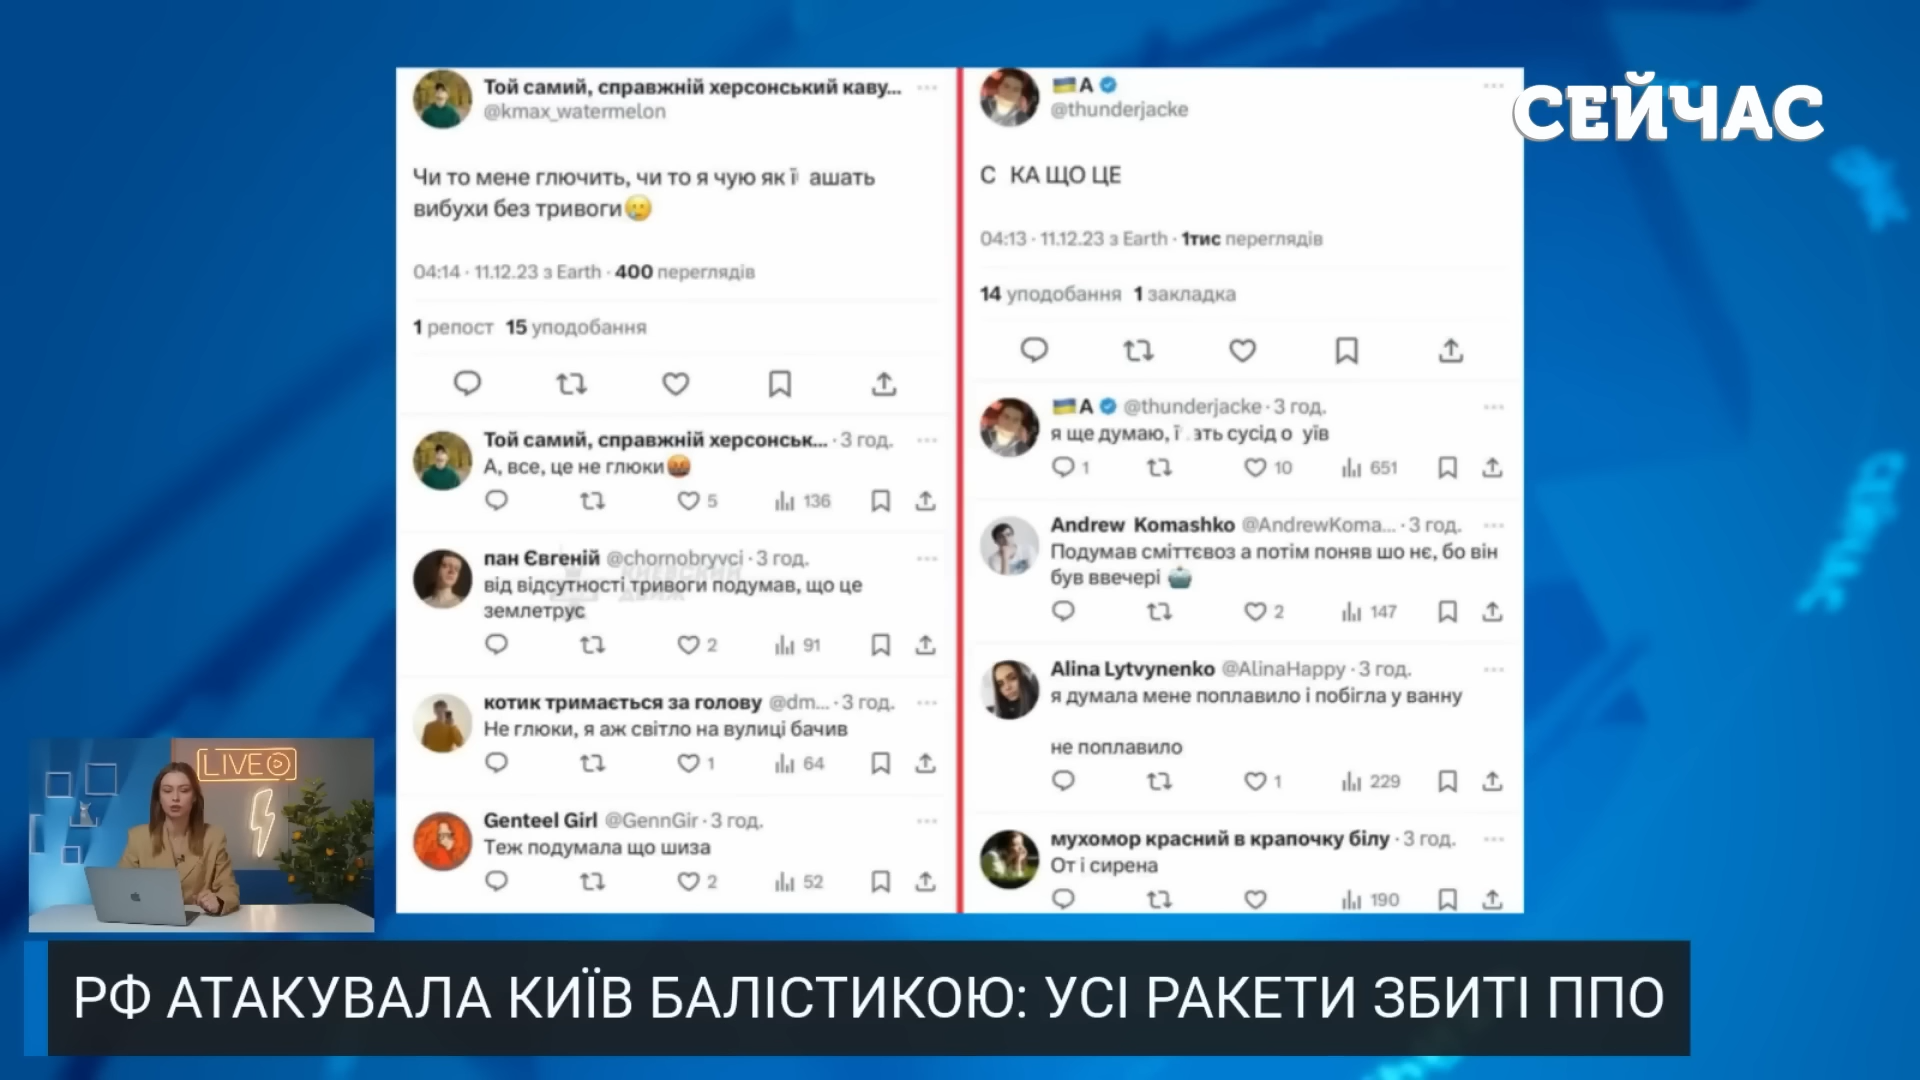 СЕЙЧАС
Той самий, справжній херсонський каву...
@kmax_watermelon
Чи то мене глючить, чи то я чую як ї ашать
вибухи без тривоги🥲
04:14 · 11.12.23 з Earth · 400 переглядів
1 репост 15 уподобання
Той самий, справжній херсонськ... · 3 год.
А, все, це не глюки🤬
5 136
пан Євгеній @chornobryvci · 3 год.
від відсутності тривоги подумав, що це
землетрус
2 91
котик тримається за голову @dm... · 3 год.
Не глюки, я аж світло на вулиці бачив
1 64
Genteel Girl @GennGir · 3 год.
Теж подумала що шиза
2 52
🇺🇦А
@thunderjacke
С КА ЩО ЦЕ
04:13 · 11.12.23 з Earth · 1тис переглядів
14 уподобання 1 закладка
🇺🇦А @thunderjacke · 3 год.
я ще думаю, ї ать сусід о уїв
1 10 651
Andrew Komashko @AndrewKoma... · 3 год.
Подумав сміттєвоз а потім поняв шо нє, бо він
був ввечері
2 147
Alina Lytvynenko @AlinaHappy · 3 год.
я думала мене поплавило і побігла у ванну
не поплавило
1 229
мухомор красний в крапочку білу · 3 год.
От і сирена
190
LIVE
РФ АТАКУВАЛА КИЇВ БАЛІСТИКОЮ: УСІ РАКЕТИ ЗБИТІ ППО